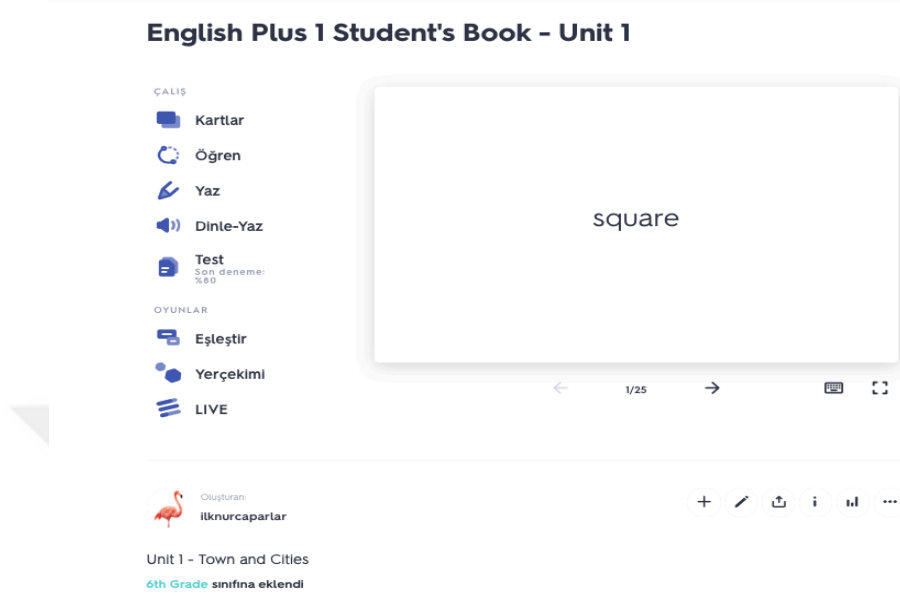 English Plus 1 Student's Book - Unit 1
ÇALIŞ
Kartlar
Öğren
Yaz
Dinle-Yaz
Test
Son deneme:
%80
OYUNLAR
Eşleştir
Yerçekimi
LIVE
square
1/25
Oluşturan:
ilknurcaparlar
Unit 1 - Town and Cities
6th Grade sınıfına eklendi